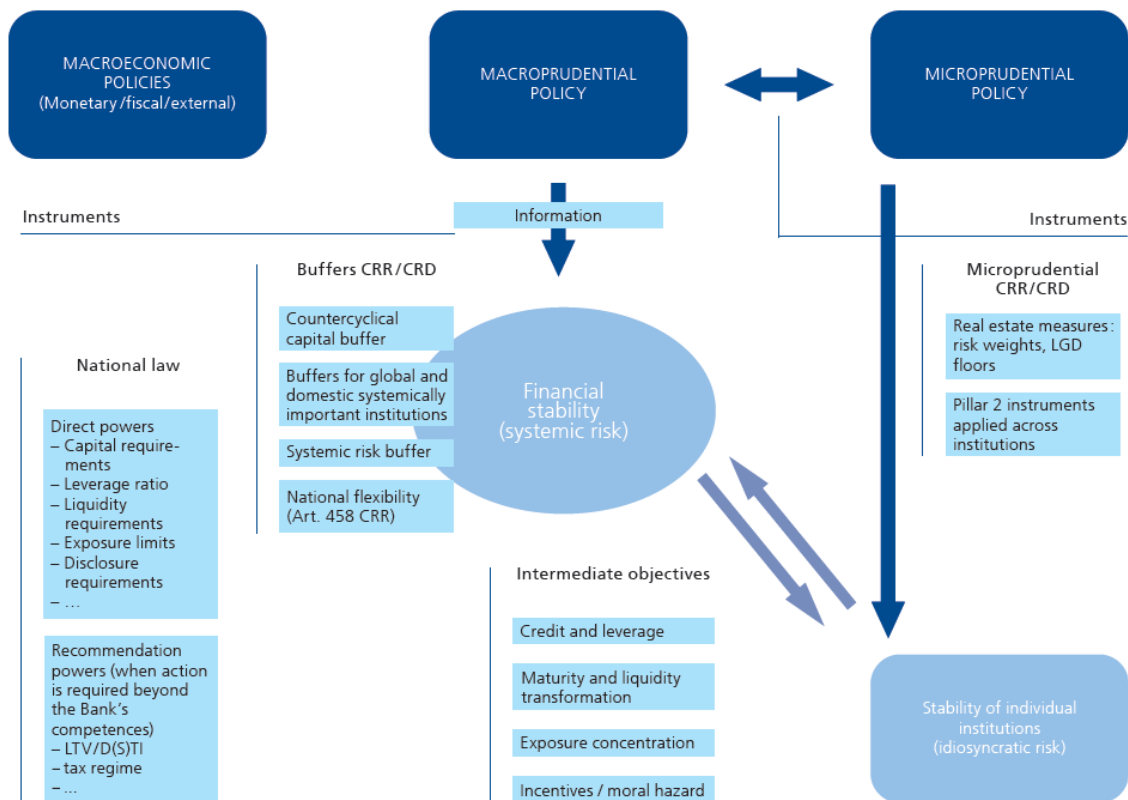 MACROECONOMIC
POLICIES
(Monetary/fiscal/external)
MACROPRUDENTIAL
POLICY
MICROPRUDENTIAL
POLICY
Instruments
Information
Instruments
Buffers CRR/CRD
Countercyclical
capital buffer
Buffers for global and
domestic systemically
important institutions
Systemic risk buffer
National flexibility
(Art. 458 CRR)
National law
Direct powers
– Capital require-
ments
– Leverage ratio
– Liquidity
requirements
– Exposure limits
– Disclosure
requirements
– ...
Recommendation
powers (when action
is required beyond
the Bank's
competences)
– LTV/D(S)TI
– tax regime
– ...
Financial
stability
(systemic risk)
Microprudential
CRR/CRD
Real estate measures:
risk weights, LGD
floors
Pillar 2 instruments
applied across
institutions
Intermediate objectives
Credit and leverage
Maturity and liquidity
transformation
Exposure concentration
Incentives / moral hazard
Stability of individual
institutions
(idiosyncratic risk)